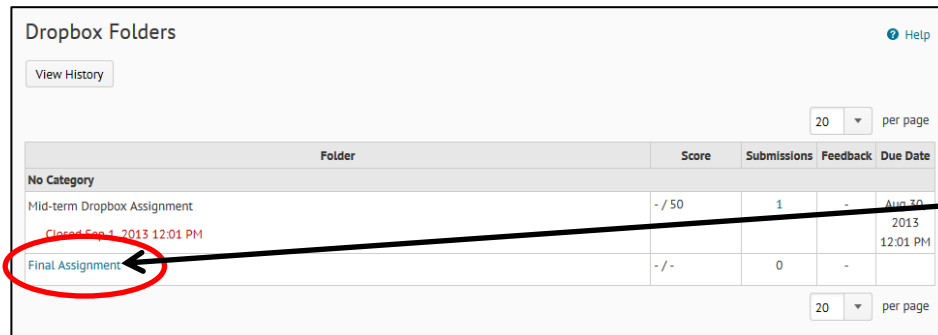 Dropbox Folders
Help
View History
20 per page
Folder Score Submissions Feedback Due Date
No Category
Mid-term Dropbox Assignment - / 50 1 - Aug 30,
2013
12:01 PM
Closed Sep 1, 2013 12:01 PM
Final Assignment - / - 0 -
20 per page